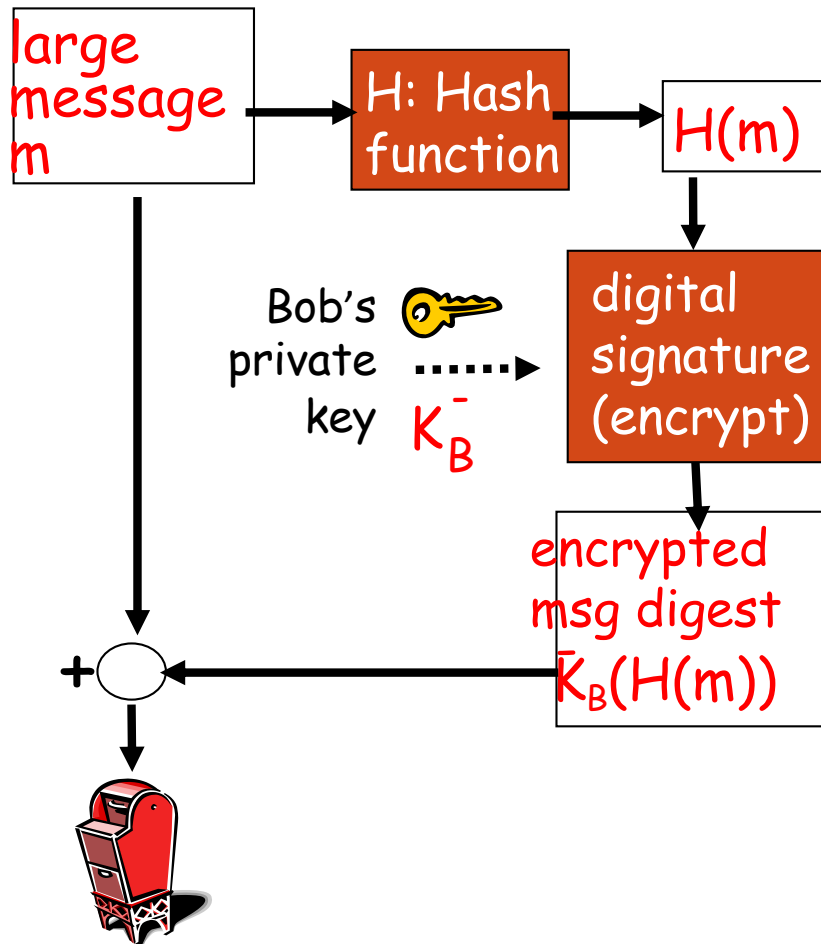 large
message
m
H: Hash
function
H(m)
Bob’s
private
key
K_B^-
digital
signature
(encrypt)
encrypted
msg digest
K_B^-(H(m))
+